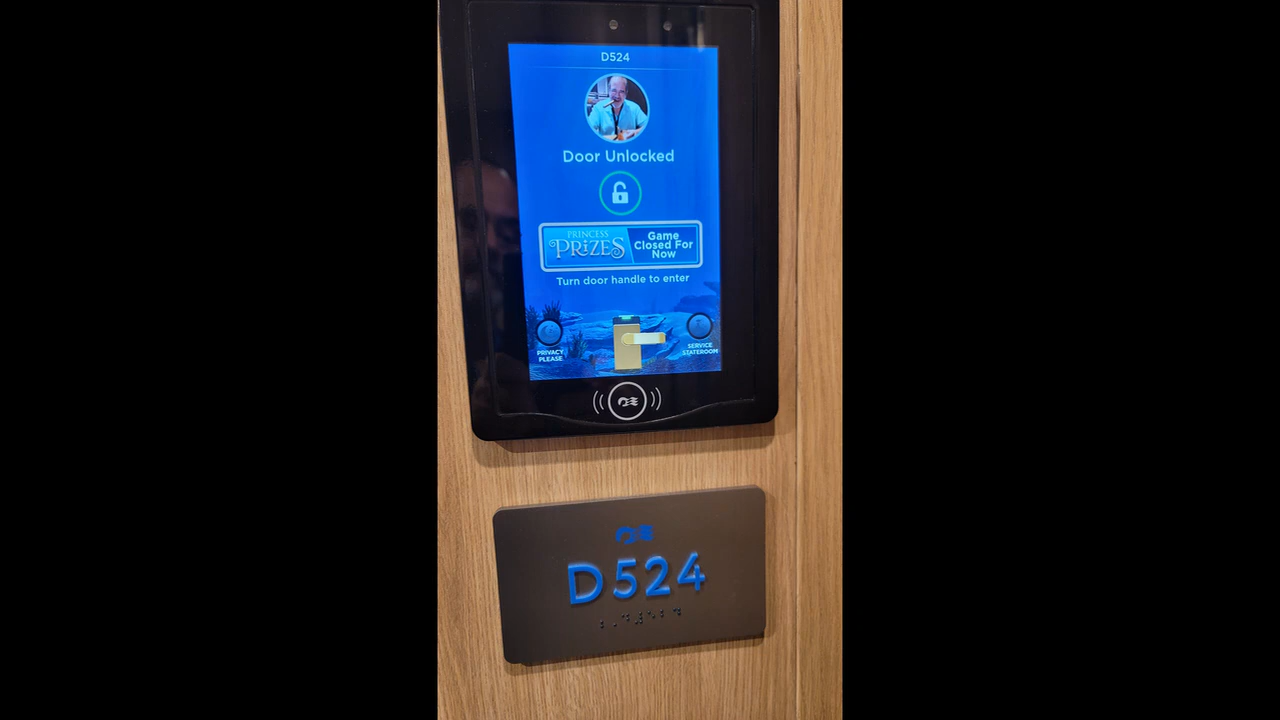 D524
Door Unlocked
PRINCESS
PRIZES
Game
Closed For
Now
Turn door handle to enter
PRIVACY
PLEASE
SERVICE
STATEROOM
D524